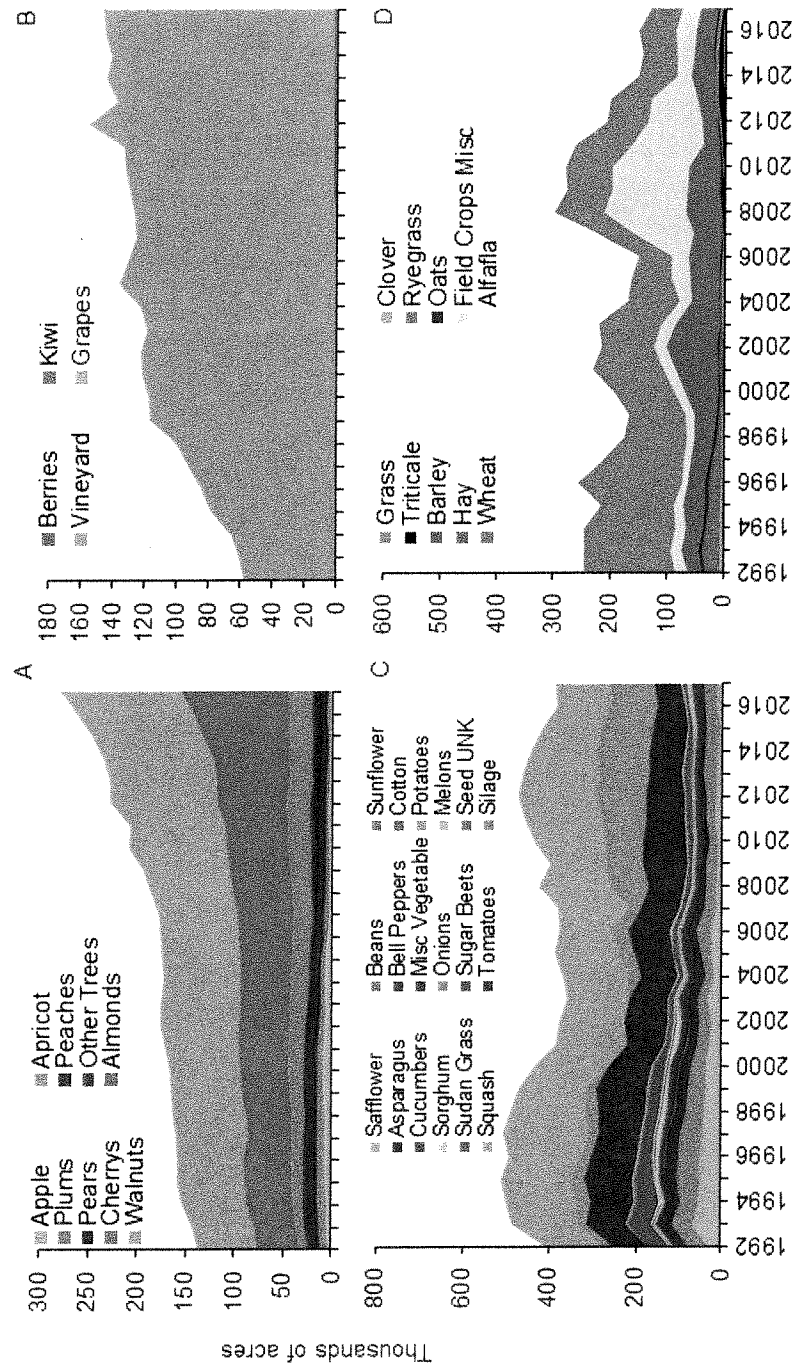 Thousands of acres
A
Apple
Plums
Pears
Cherrys
Walnuts
Apricot
Peaches
Other Trees
Almonds
300
250
200
150
100
50
0
B
Berries
Vineyard
Kiwi
Grapes
180
160
140
120
100
80
60
40
20
0
C
Safflower
Asparagus
Cucumbers
Sorghum
Sudan Grass
Squash
Beans
Bell Peppers
Misc Vegetable
Onions
Sugar Beets
Tomatoes
Sunflower
Cotton
Potatoes
Melons
Seed UNK
Silage
800
600
400
200
0
1992
1994
1996
1998
2000
2002
2004
2006
2008
2010
2012
2014
2016
D
Grass
Triticale
Barley
Hay
Wheat
Clover
Ryegrass
Oats
Field Crops Misc
Alfafla
600
500
400
300
200
100
0
1992
1994
1996
1998
2000
2002
2004
2006
2008
2010
2012
2014
2016